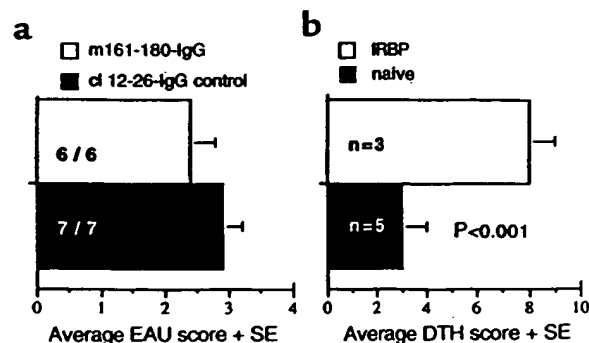 a
m161-180-IgG
cI 12-26-IgG control
6 / 6
7 / 7
0 1 2 3 4
Average EAU score + SE
b
IRBP
naive
n=3
n=5
P<0.001
0 2 4 6 8 10
Average DTH score + SE